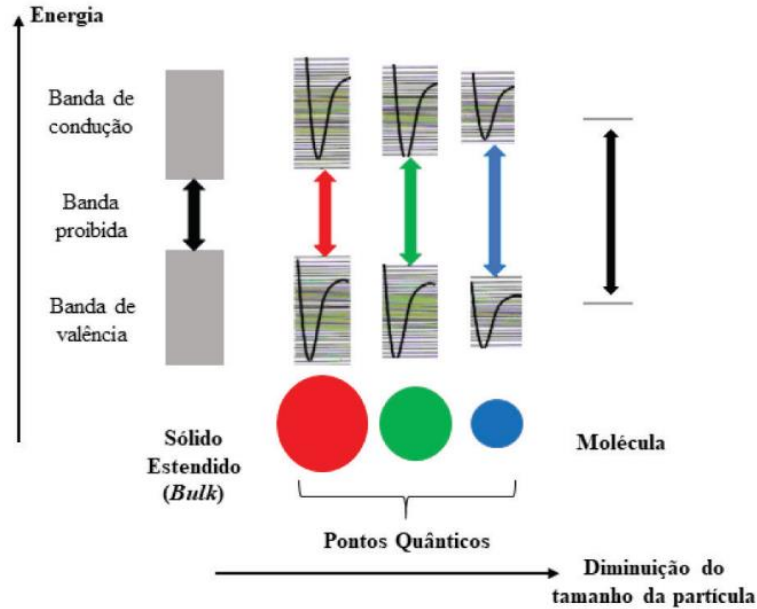 Energia
Banda de
condução
Banda
proibida
Banda de
valência
Sólido
Estendido
(Bulk)
Molécula
Pontos Quânticos
Diminuição do
tamanho da partícula